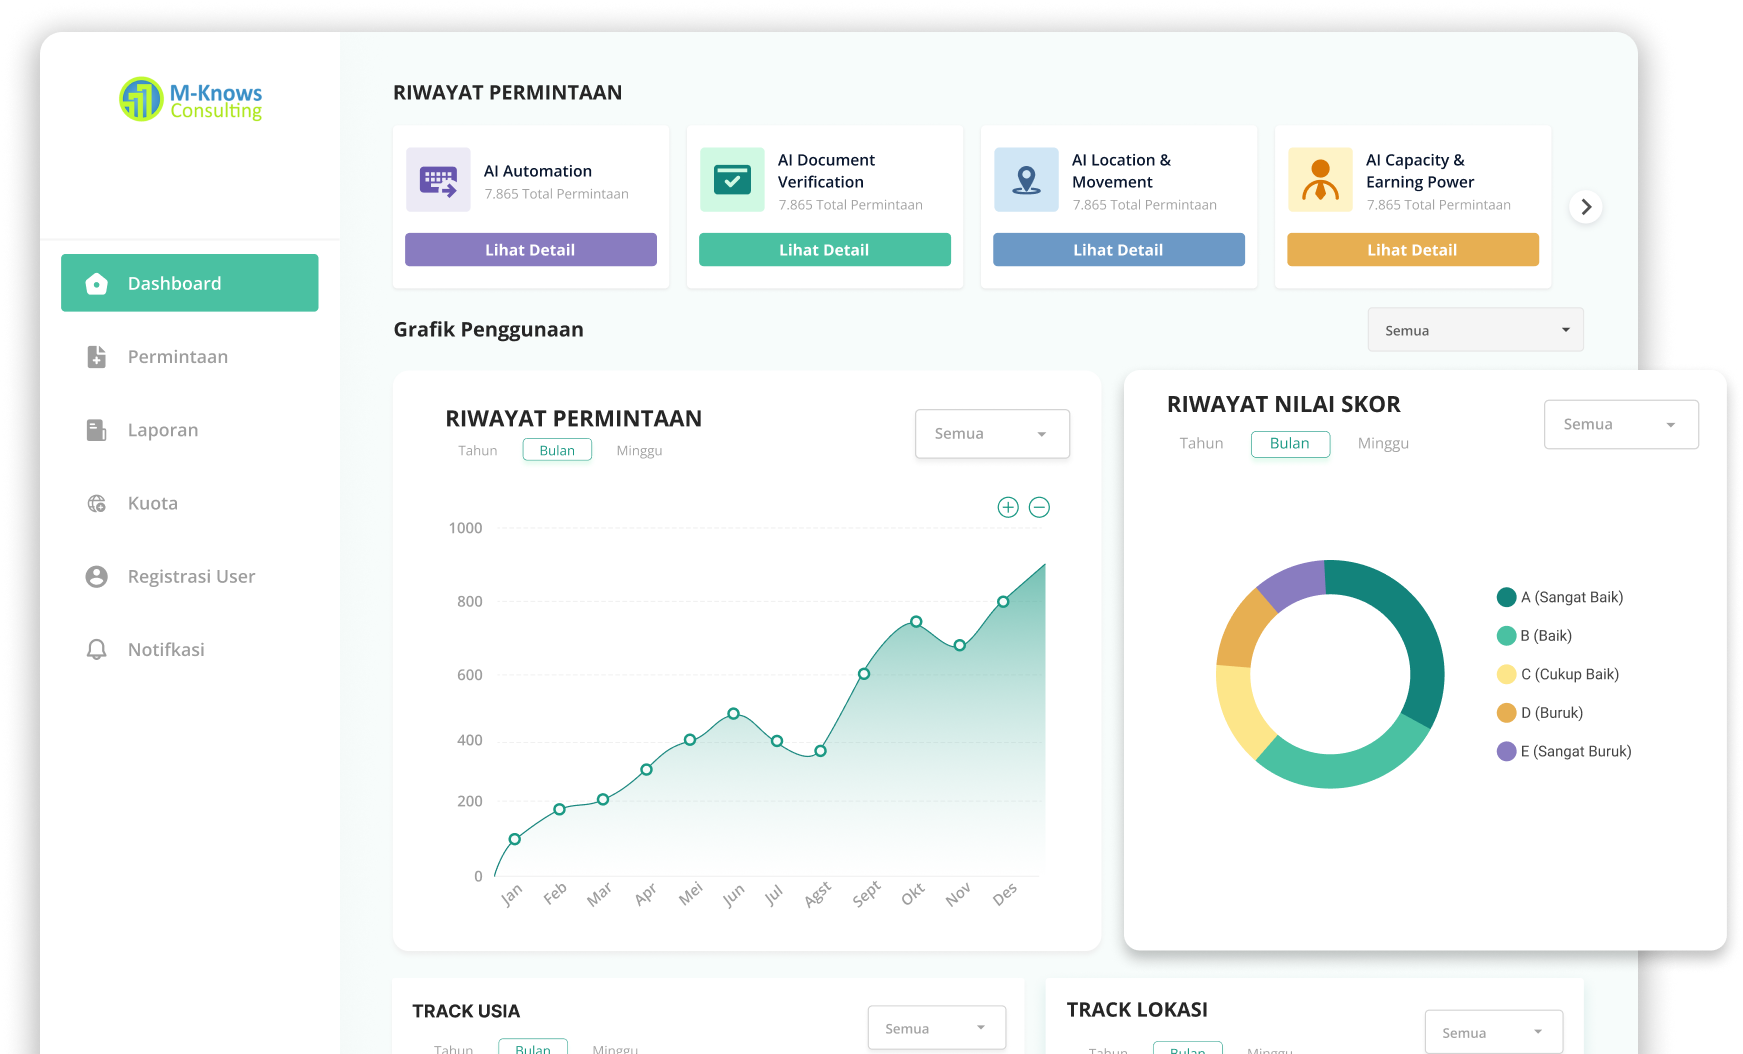 M-Knows
Consulting
Dashboard
Permintaan
Laporan
Kuota
Registrasi User
Notifkasi
RIWAYAT PERMINTAAN
AI Automation
7.865 Total Permintaan
Lihat Detail
AI Document
Verification
7.865 Total Permintaan
Lihat Detail
AI Location &
Movement
7.865 Total Permintaan
Lihat Detail
AI Capacity &
Earning Power
7.865 Total Permintaan
Lihat Detail
Grafik Penggunaan
Semua
RIWAYAT PERMINTAAN
Tahun Bulan Minggu
Semua
1000
800
600
400
200
0
Jan Feb Mar Apr Mei Jun Jul Agst Sept Okt Nov Des
RIWAYAT NILAI SKOR
Tahun Bulan Minggu
Semua
A (Sangat Baik)
B (Baik)
C (Cukup Baik)
D (Buruk)
E (Sangat Buruk)
TRACK USIA
Semua
Tahun Bulan Minggu
TRACK LOKASI
Semua
Tahun Bulan Minggu